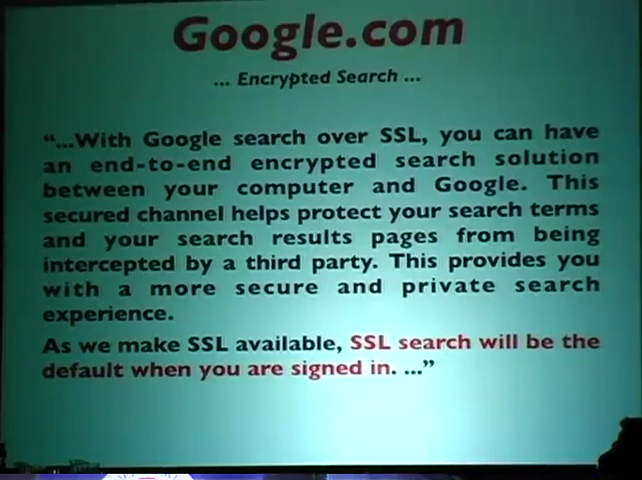 Google.com
... Encrypted Search ...
“...With Google search over SSL, you can have
an end-to-end encrypted search solution
between your computer and Google. This
secured channel helps protect your search terms
and your search results pages from being
intercepted by a third party. This provides you
with a more secure and private search
experience.
As we make SSL available, SSL search will be the
default when you are signed in. ...”